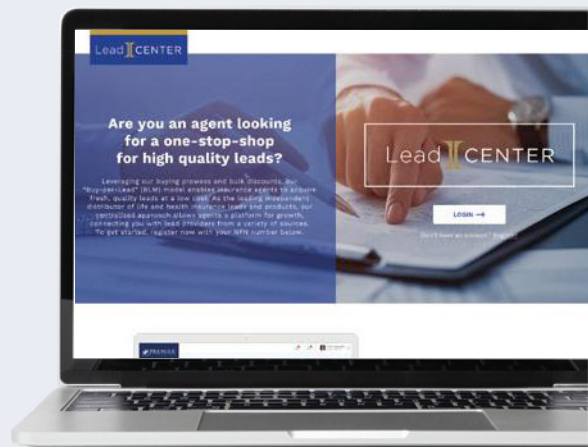 Lead CENTER
Are you an agent looking
for a one-stop-shop
for high quality leads?
Leveraging our buying prowess and bulk discounts, our
"Buy-per-Lead" (BLM) model enables insurance agents to acquire
fresh, quality leads at a low cost. As the leading independent
distributor of life and health insurance leads and products, our
centralized approach allows agents a platform for growth,
connecting you with lead providers from a variety of sources.
To get started, register now with your NPN number below.
Lead CENTER
LOGIN
Don't have an account? Register